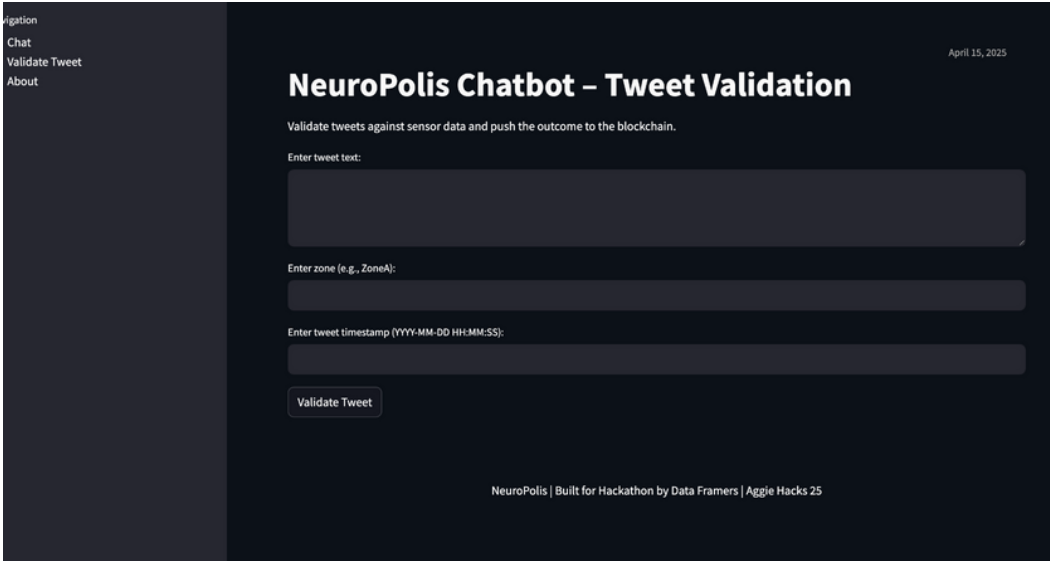 vigation
Chat
Validate Tweet
About
April 15, 2025
NeuroPolis Chatbot – Tweet Validation
Validate tweets against sensor data and push the outcome to the blockchain.
Enter tweet text:
Enter zone (e.g., ZoneA):
Enter tweet timestamp (YYYY-MM-DD HH:MM:SS):
Validate Tweet
NeuroPolis | Built for Hackathon by Data Framers | Aggie Hacks 25